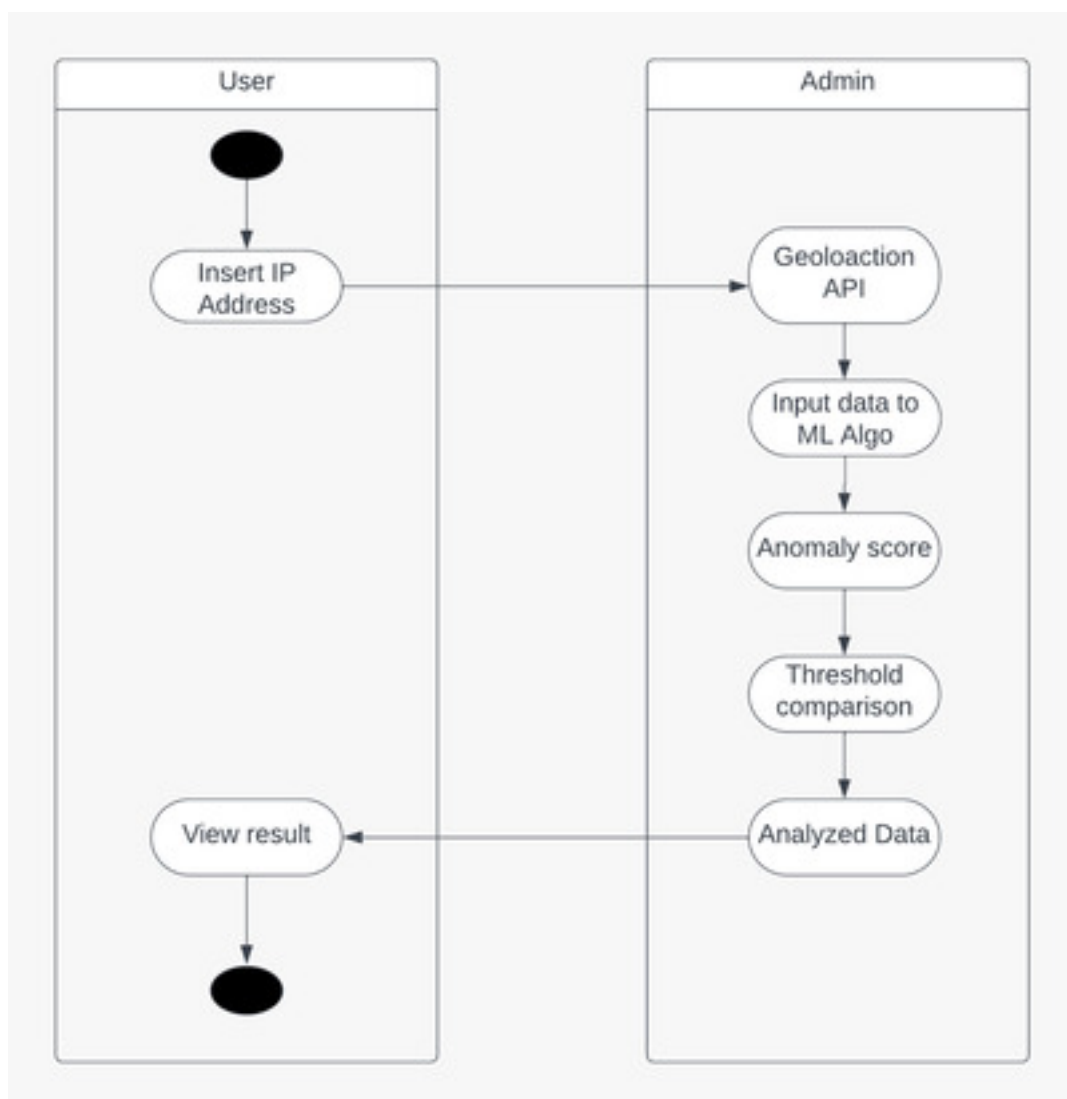 User
Admin
Insert IP
Address
Geoloaction
API
Input data to
ML Algo
Anomaly score
Threshold
comparison
Analyzed Data
View result